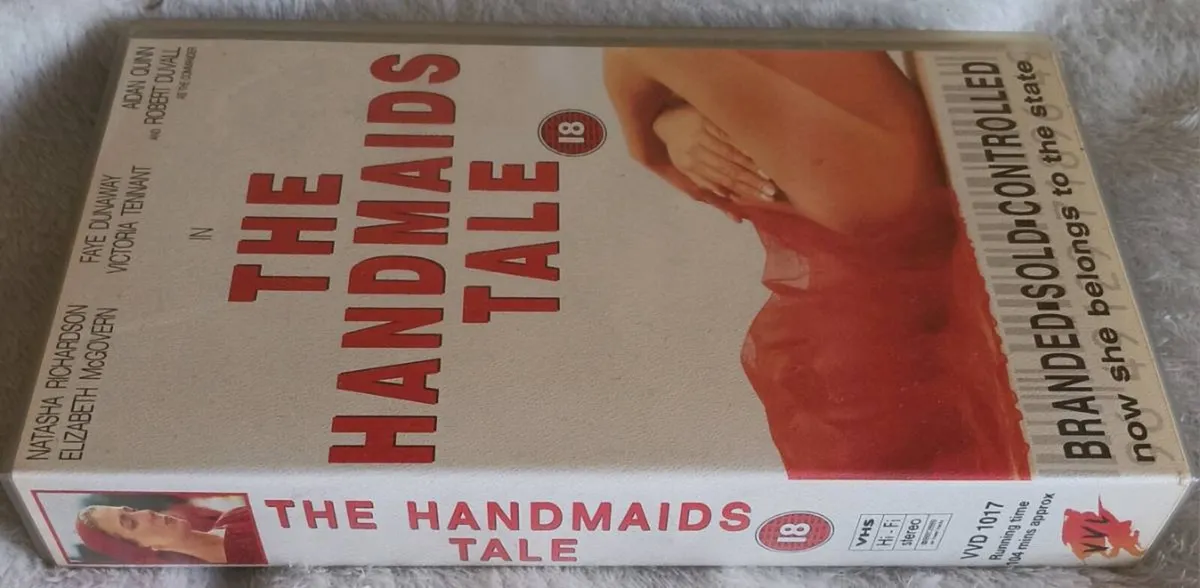 NATASHA RICHARDSON
ELIZABETH McGOVERN
FAYE DUNAWAY
VICTORIA TENNANT
AIDAN QUINN
AND ROBERT DUVALL
AS THE COMMANDER
IN
THE
HANDMAIDS
TALE
18
BRANDED SOLD CONTROLLED
now she belongs to the state
THE HANDMAIDS
TALE
18
VHS
Hi-Fi
stereo
VVD 1017
Running time
104 mins approx
VVL